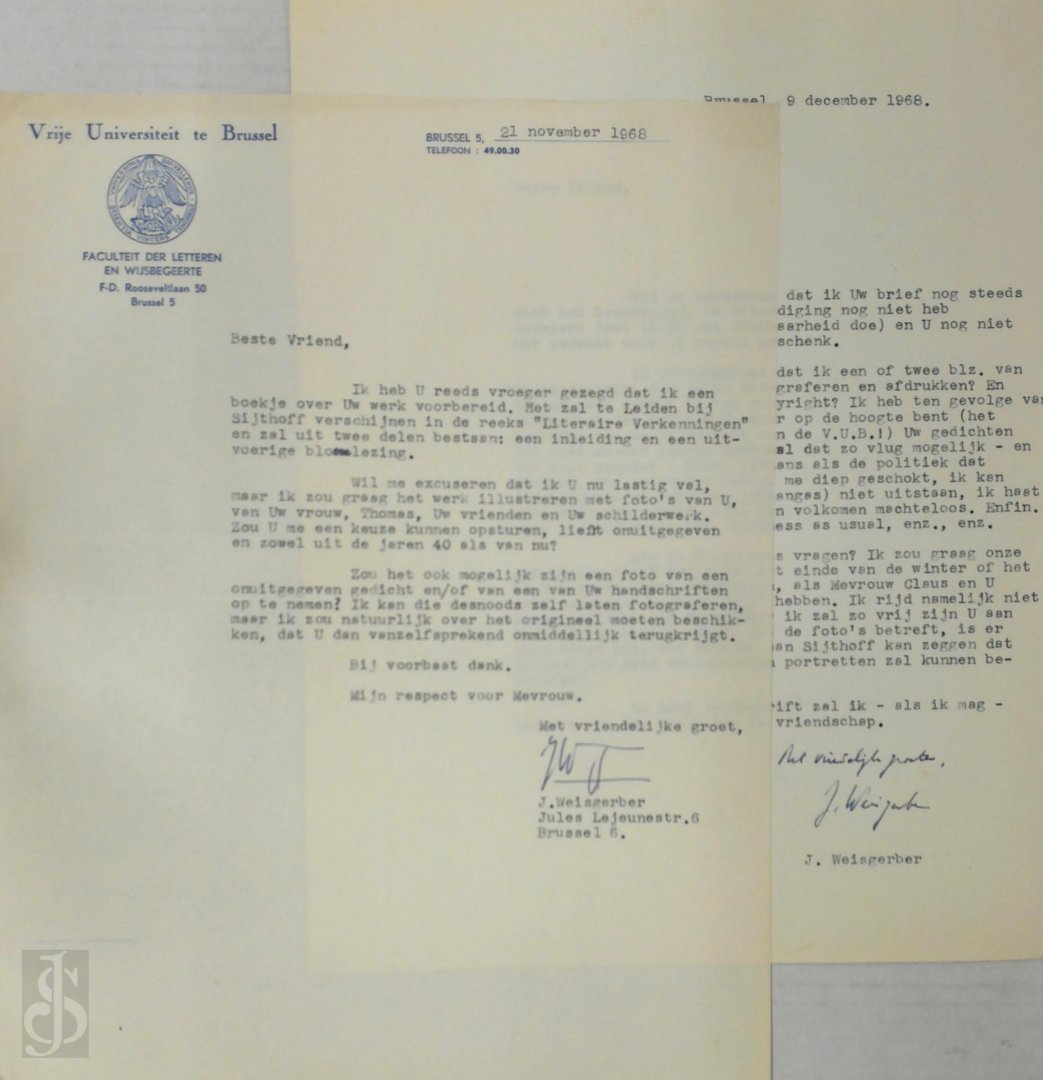 Vrije Universiteit te Brussel
FACULTEIT DER LETTEREN
EN WIJSBEGEERTE
F-D. Rooseveltlaan 50
Brussel 5
BRUSSEL 5, 21 november 1968
TELEFOON : 49.00.30
Beste Vriend,
Ik heb U reeds vroeger gezegd dat ik een
boekje over Uw werk voorbereid. Het zal te Leiden bij
Sijthoff verschijnen in de reeks "Literaire Verkenningen"
en zal uit twee delen bestaan: een inleiding en een uit-
voerige bloemlezing.
Wil me excuseren dat ik U nu lastig val,
maar ik zou graag het werk illustreren met foto's van U,
van Uw vrouw, Thomas, Uw vrienden en Uw schilderwerk.
Zou U me een keuze kunnen opsturen, liefst onuitgegeven
en zowel uit de jaren 40 als van nu?
Zou het ook mogelijk zijn een foto van een
onuitgegeven gedicht en/of van een van Uw handschriften
op te nemen? Ik kan die desnoods zelf laten fotograferen,
maar ik zou natuurlijk over het origineel moeten beschik-
ken, dat U dan vanzelfsprekend onmiddellijk terugkrijgt.
Bij voorbaat dank.
Mijn respect voor Mevrouw.
Met vriendelijke groet,
J.Weisgerber
Jules Lejeunestr.6
Brussel 6.
Brussel, 9 december 1968.
dat ik Uw brief nog steeds
diging nog niet heb
aarheid doe) en U nog niet
schenk.
dat ik een of twee blz. van
graferen en afdrukken? En
yright? Ik heb ten gevolge van
r op de hoogte bent (het
n de V.U.B.!) Uw gedichten
al dat zo vlug mogelijk - en
ans als de politiek dat
me diep geschokt, ik kan
angas) niet uitstaan, ik haat
n volkomen machteloos. Enfin.
ess as usual, enz., enz.
s vragen? Ik zou graag onze
t einde van de winter of het
, als Mevrouw Claus en U
hebben. Ik rijd namelijk niet
ik zal zo vrij zijn U aan
de foto's betreft, is er
an Sijthoff kan zeggen dat
portretten zal kunnen be-
rift zal ik - als ik mag -
vriendschap.
Met vriendelijke groeten,
J. Weisgerber
J. Weisgerber